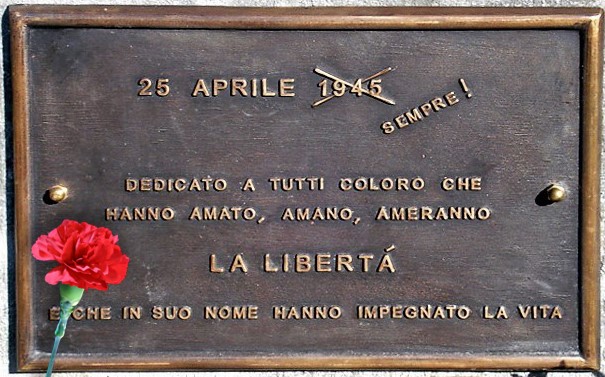 25 APRILE 1945
SEMPRE!
DEDICATO A TUTTI COLORO CHE
HANNO AMATO, AMANO, AMERANNO
LA LIBERTÁ
E CHE IN SUO NOME HANNO IMPEGNATO LA VITA